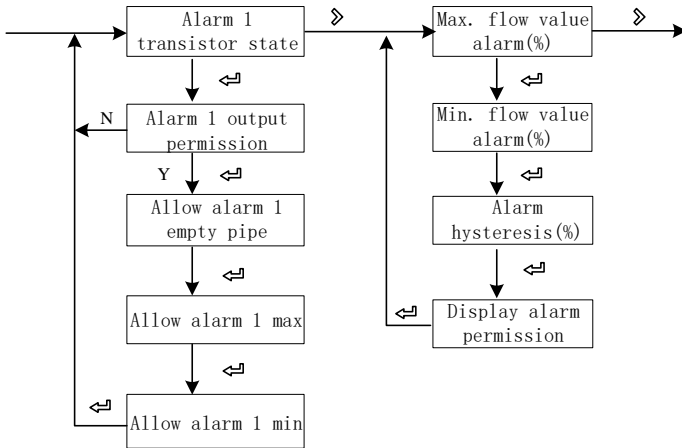 Alarm 1
transistor state
Max. flow value
alarm(%)
N
Alarm 1 output
permission
Min. flow value
alarm(%)
Y
Allow alarm 1
empty pipe
Alarm
hysteresis(%)
Allow alarm 1 max
Display alarm
permission
Allow alarm 1 min